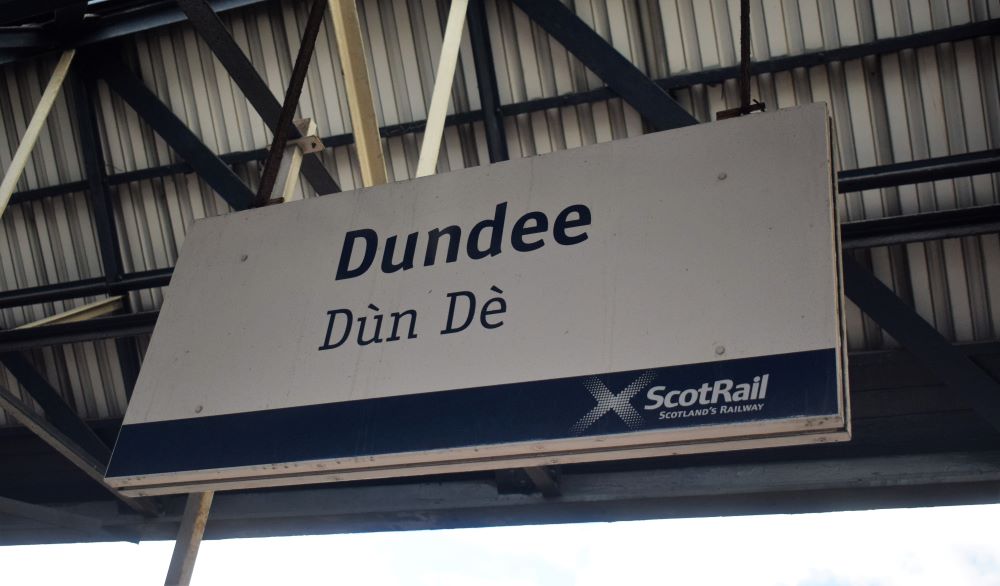 Dundee
Dùn Dè
ScotRail
Scotland's Railway